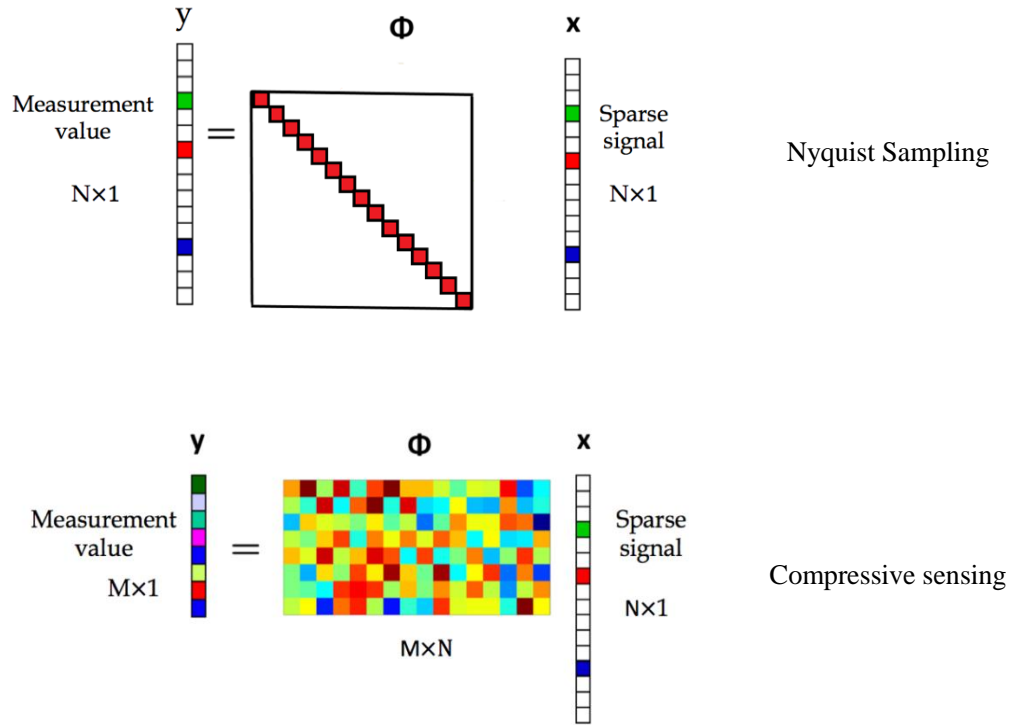 y
Φ
x
Measurement
value
N×1
=
Sparse
signal
N×1
Nyquist Sampling
y
Φ
x
Measurement
value
M×1
=
M×N
Sparse
signal
N×1
Compressive sensing